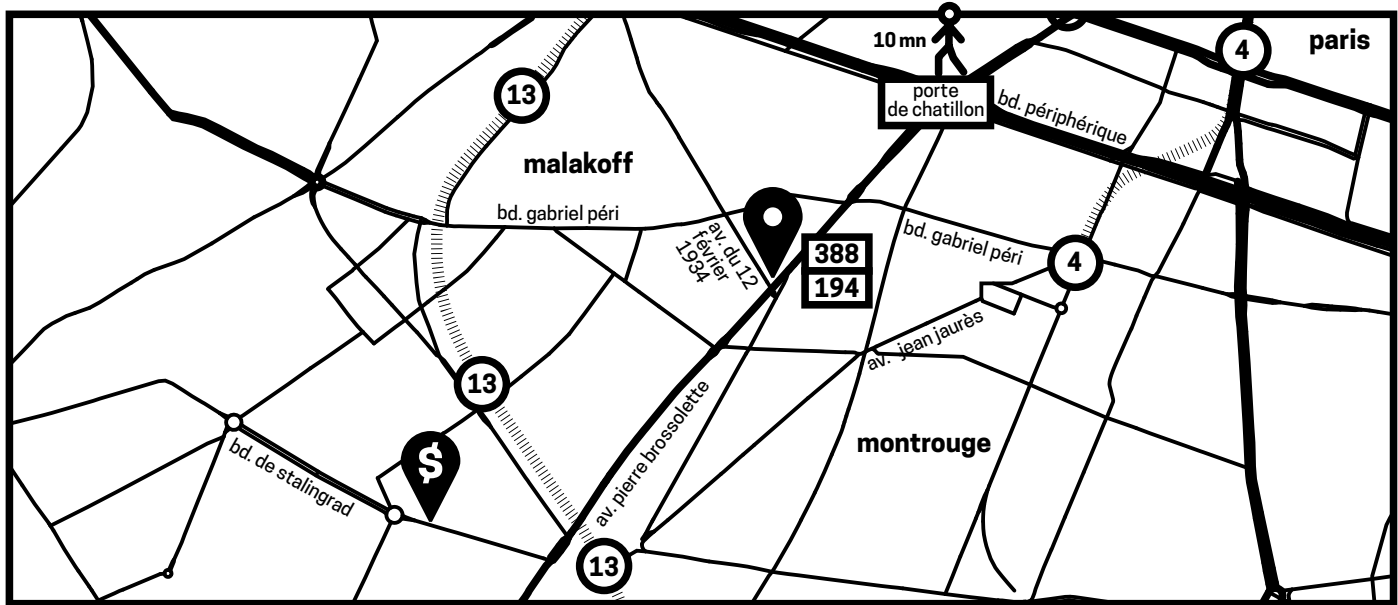 10 mn
4
paris
13
porte
de chatillon
bd. périphérique
malakoff
bd. gabriel péri
av. du 12
février
1934
388
194
bd. gabriel péri
4
av. jean jaurès
13
$
bd. de stalingrad
av. pierre brossolette
montrouge
13